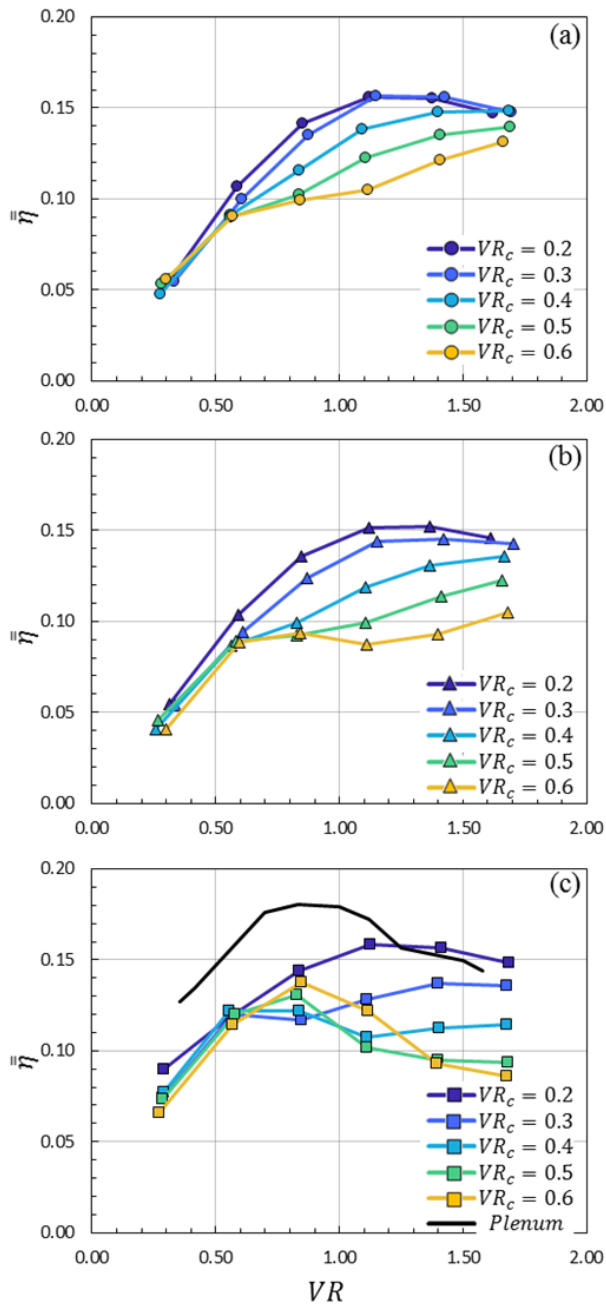 0.20
(a)
0.15
0.10
η̿
0.05
0.00
VR_c = 0.2
VR_c = 0.3
VR_c = 0.4
VR_c = 0.5
VR_c = 0.6
0.00 0.50 1.00 1.50 2.00
0.20
(b)
0.15
0.10
η̿
0.05
0.00
VR_c = 0.2
VR_c = 0.3
VR_c = 0.4
VR_c = 0.5
VR_c = 0.6
0.00 0.50 1.00 1.50 2.00
0.20
(c)
0.15
0.10
η̿
0.05
0.00
VR_c = 0.2
VR_c = 0.3
VR_c = 0.4
VR_c = 0.5
VR_c = 0.6
Plenum
0.00 0.50 1.00 1.50 2.00
VR